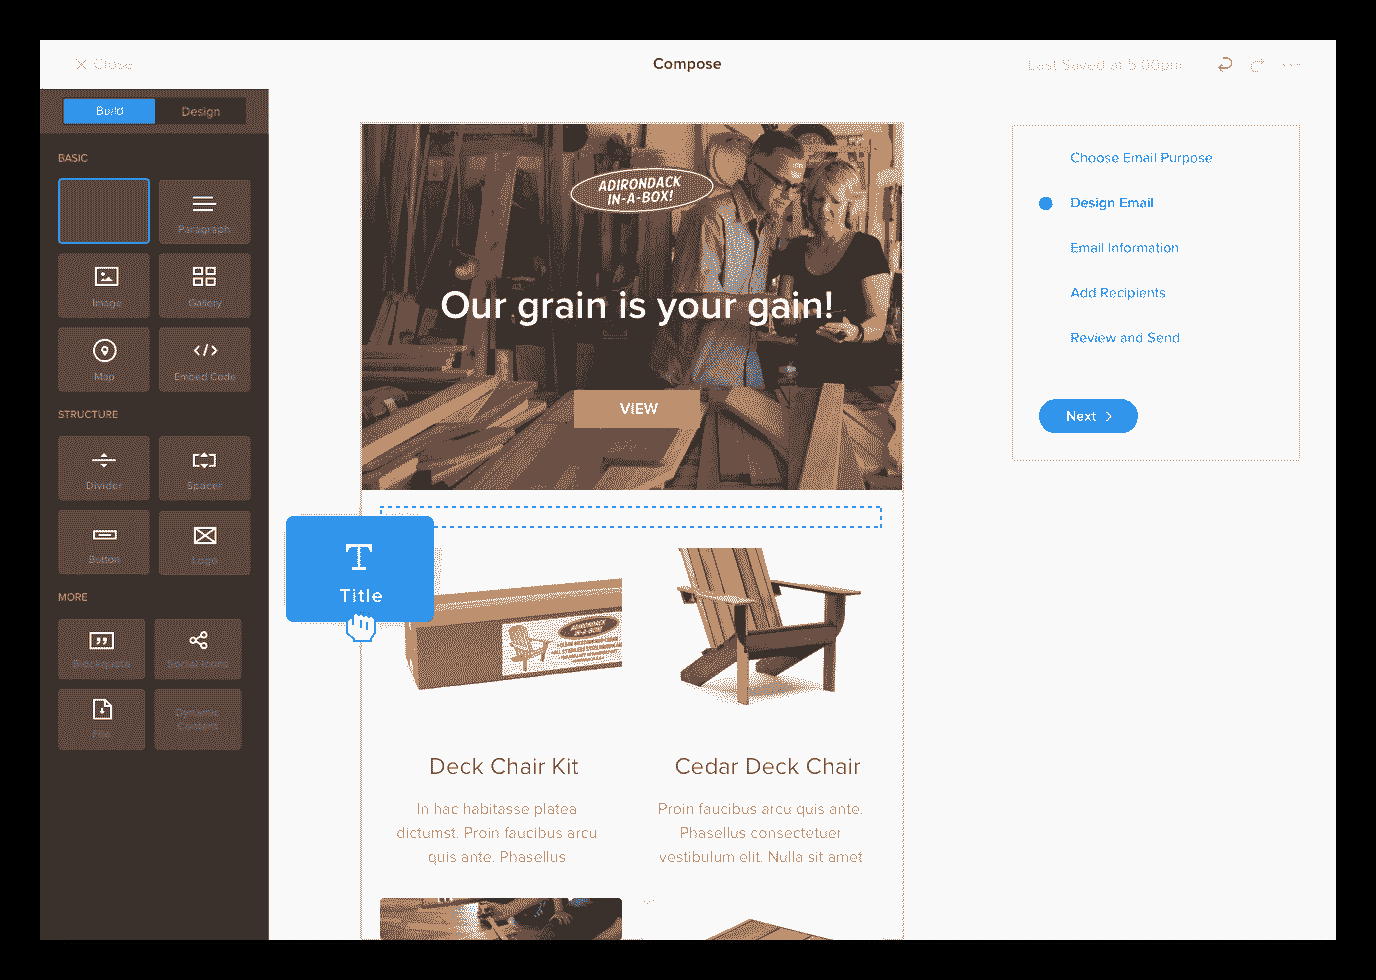 Close
Compose
Last Saved at 5:00pm
Build
Design
BASIC
Paragraph
Image
Gallery
Map
Embed Code
STRUCTURE
Divider
Spacer
Button
Logo
MORE
Blockquote
Social Icons
File
Dynamic
Content
ADIRONDACK
IN-A-BOX!
Our grain is your gain!
VIEW
T
Title
ADIRONDACK
IN-A-BOX!
Deck Chair Kit
In hac habitasse platea
dictumst. Proin faucibus arcu
quis ante. Phasellus
Cedar Deck Chair
Proin faucibus arcu quis ante.
Phasellus consectetuer
vestibulum elit. Nulla sit amet
Choose Email Purpose
Design Email
Email Information
Add Recipients
Review and Send
Next